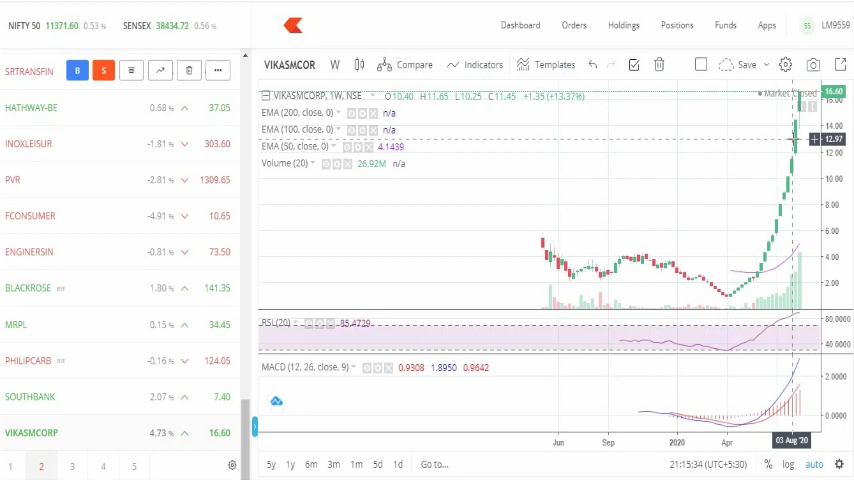 NIFTY 50 11371.60 0.53 % SENSEX 38434.72 0.56 %
Dashboard Orders Holdings Positions Funds Apps SS LM9559
SRTRANSFIN B S
HATHWAY-BE 0.68 % 37.05
INOXLEISUR -1.81 % 303.60
PVR -2.81 % 1309.65
FCONSUMER -4.91 % 10.65
ENGINERSIN -0.81 % 73.50
BLACKROSE BSE 1.80 % 141.35
MRPL 0.15 % 34.45
PHILIPCARB BSE -0.16 % 124.05
SOUTHBANK 2.07 % 7.40
VIKASMCORP 4.73 % 16.60
1 2 3 4 5
VIKASMCOR W Compare Indicators Templates Save
VIKASMCORP, 1W, NSE O10.40 H11.65 L10.25 C11.45 +1.35 (+13.37%)
Market Closed
EMA (200, close, 0) n/a
EMA (100, close, 0) n/a
EMA (50, close, 0) 4.1439
Volume (20) 26.92M n/a
16.60
16.00
12.97
12.00
10.00
8.00
6.00
4.00
2.00
RSI (20) 85.4729
80.0000
40.0000
MACD (12, 26, close, 9) 0.9308 1.8950 0.9642
2.0000
0.0000
Jun Sep 2020 Apr 03 Aug '20
5y 1y 6m 3m 1m 5d 1d Go to... 21:15:34 (UTC+5:30) % log auto